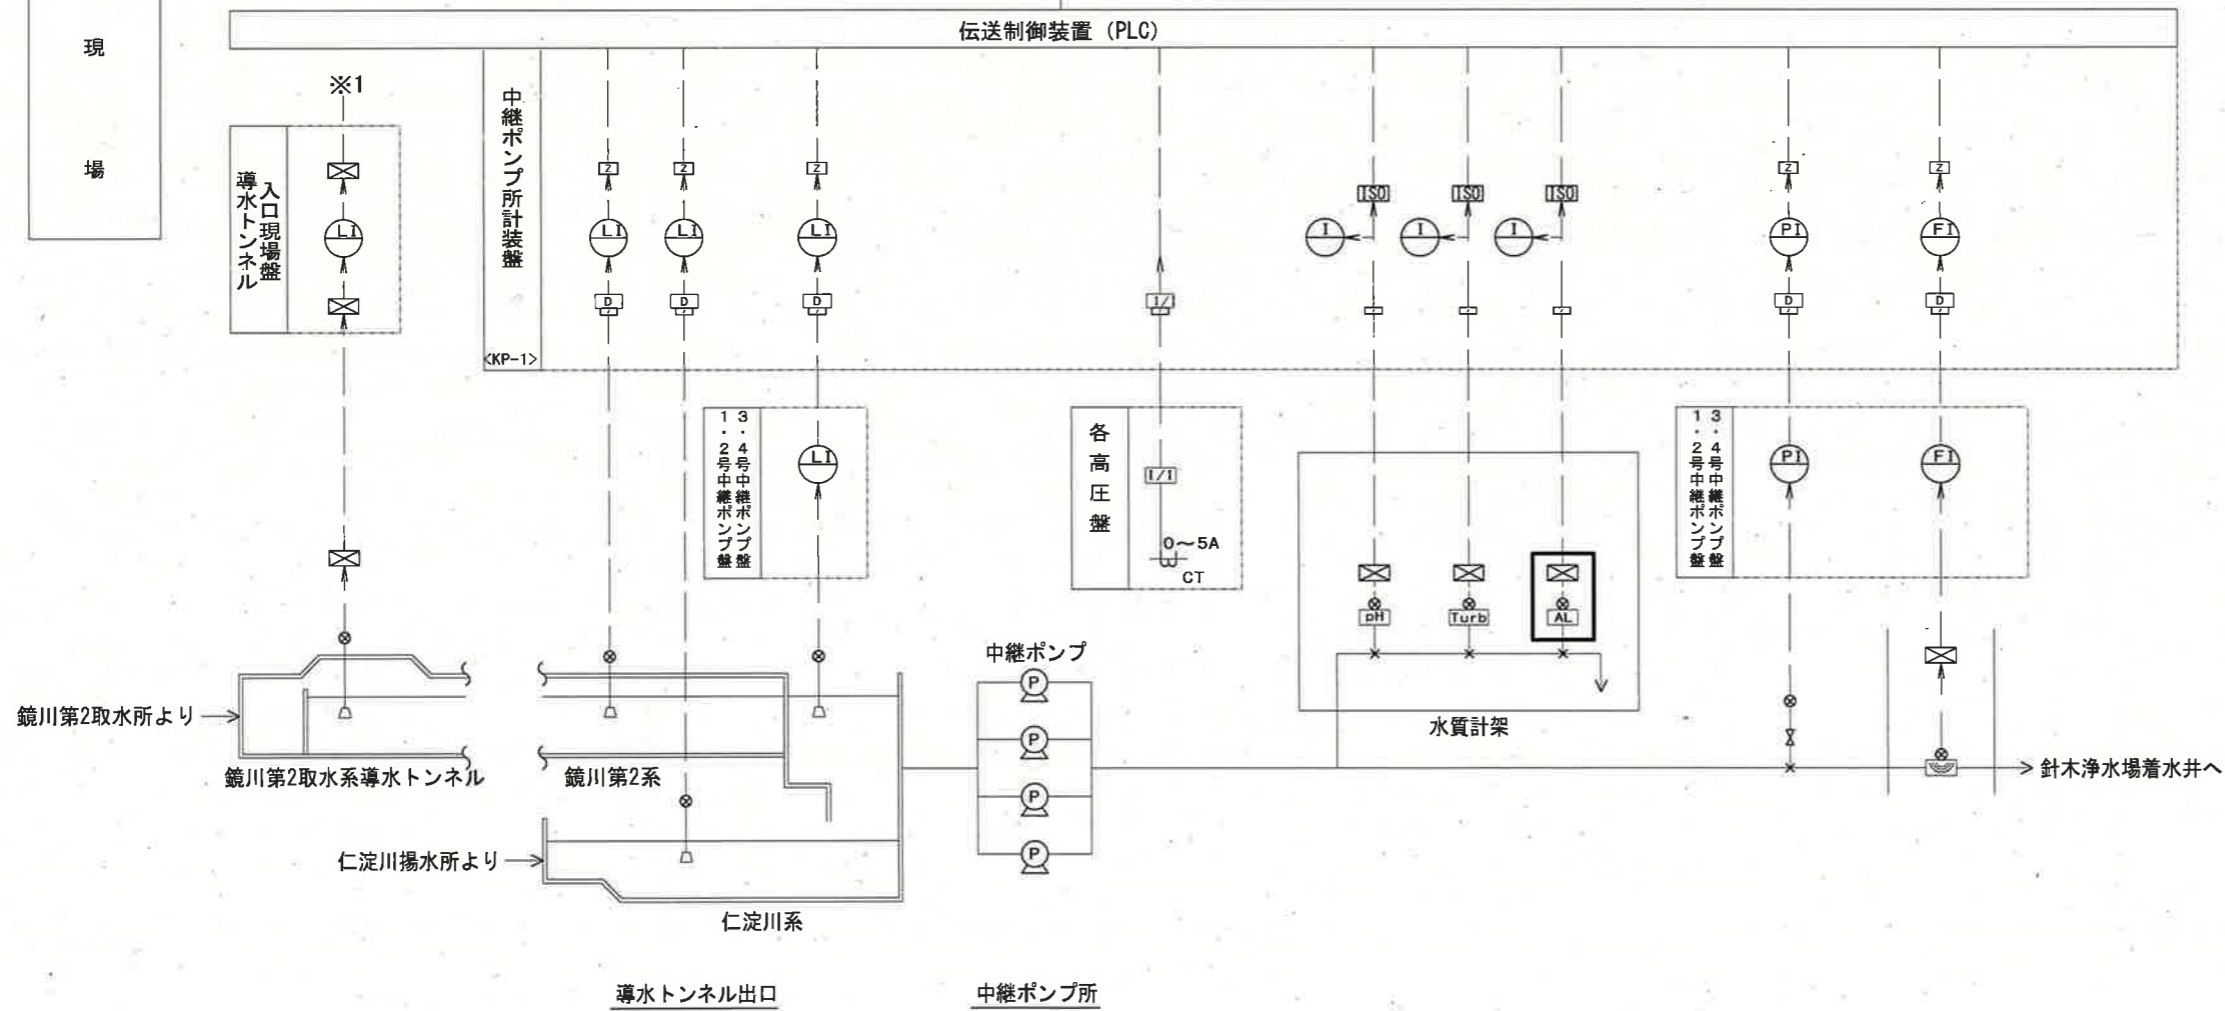 伝送制御装置 (PLC)
現
場
※1
導水トンネル
入口現場盤
LI
中継ポンプ所計装盤
<KP-1>
Z
Z
Z
LI
LI
LI
D
D
D
I/I
ISO
ISO
ISO
I
I
I
Z
Z
PI
FI
D
D
1・2号中継ポンプ盤
3・4号中継ポンプ盤
LI
各高圧盤
I/I
0～5A
CT
pH
Turb
AL
水質計架
1・2号中継ポンプ盤
3・4号中継ポンプ盤
PI
FI
中継ポンプ
P
P
P
P
鏡川第2取水所より
鏡川第2取水系導水トンネル
鏡川第2系
針木浄水場着水井へ
仁淀川揚水所より
仁淀川系
導水トンネル出口
中継ポンプ所